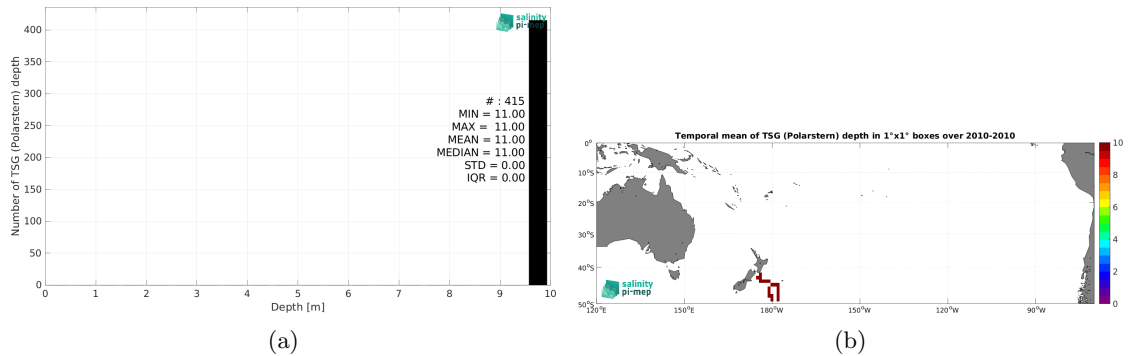 Number of TSG (Polarstern) depth
400
350
300
250
200
150
100
50
0
salinity
pi-mep
# : 415
MIN = 11.00
MAX = 11.00
MEAN = 11.00
MEDIAN = 11.00
STD = 0.00
IQR = 0.00
0 1 2 3 4 5 6 7 8 9 10
Depth [m]
(a)
Temporal mean of TSG (Polarstern) depth in 1°x1° boxes over 2010-2010
0°
10°S
20°S
30°S
40°S
50°S
120°E 150°E 180°W 150°W 120°W 90°W
salinity
pi-mep
10
8
6
4
2
0
(b)